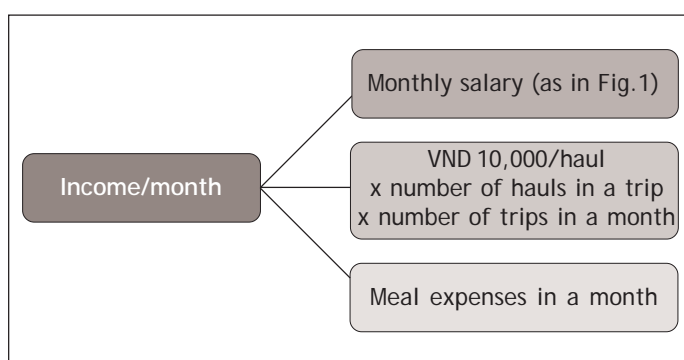 Income/month
Monthly salary (as in Fig.1)
VND 10,000/haul
x number of hauls in a trip
x number of trips in a month
Meal expenses in a month